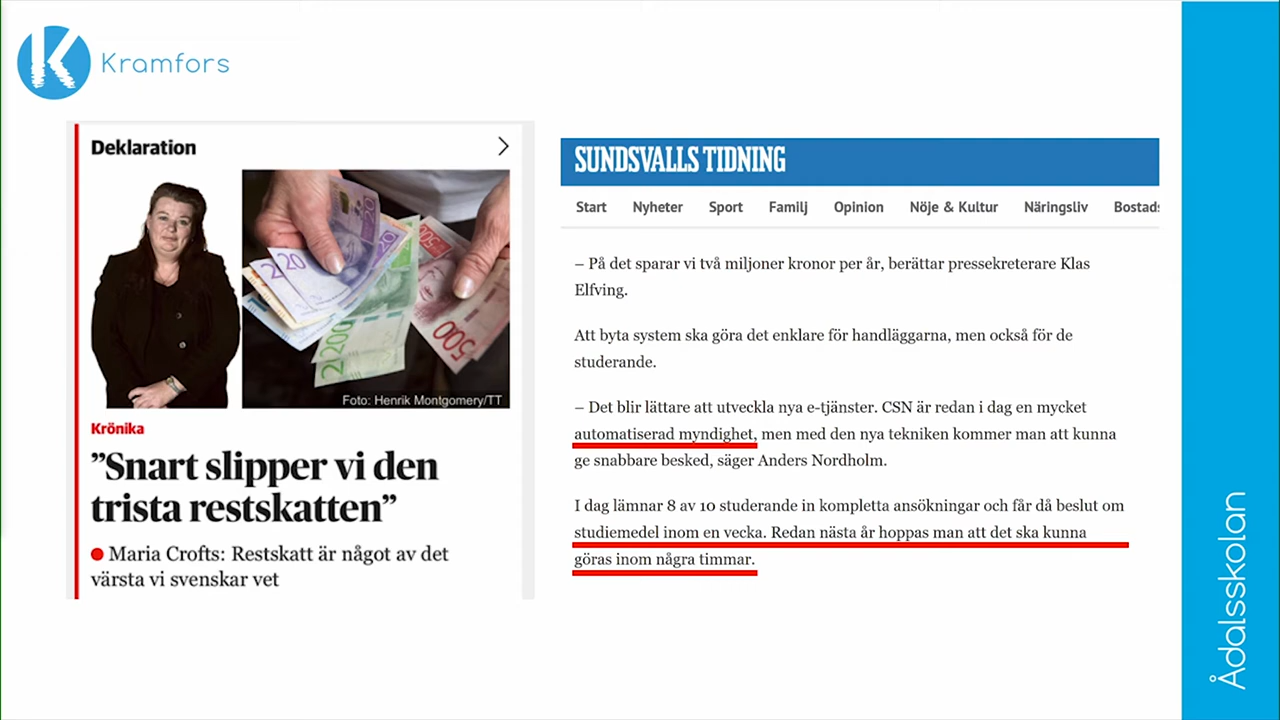 Kramfors
Deklaration
Foto: Henrik Montgomery/TT
Krönika
”Snart slipper vi den
trista restskatten”
Maria Crofts: Restskatt är något av det
värsta vi svenskar vet
SUNDSVALLS TIDNING
Start Nyheter Sport Familj Opinion Nöje & Kultur Näringsliv Bostads
– På det sparar vi två miljoner kronor per år, berättar pressekreterare Klas
Elfving.
Att byta system ska göra det enklare för handläggarna, men också för de
studerande.
– Det blir lättare att utveckla nya e-tjänster. CSN är redan i dag en mycket
automatiserad myndighet, men med den nya tekniken kommer man att kunna
ge snabbare besked, säger Anders Nordholm.
I dag lämnar 8 av 10 studerande in kompletta ansökningar och får då beslut om
studiemedel inom en vecka. Redan nästa år hoppas man att det ska kunna
göras inom några timmar.
Ådalsskolan
20
20
200
500
500